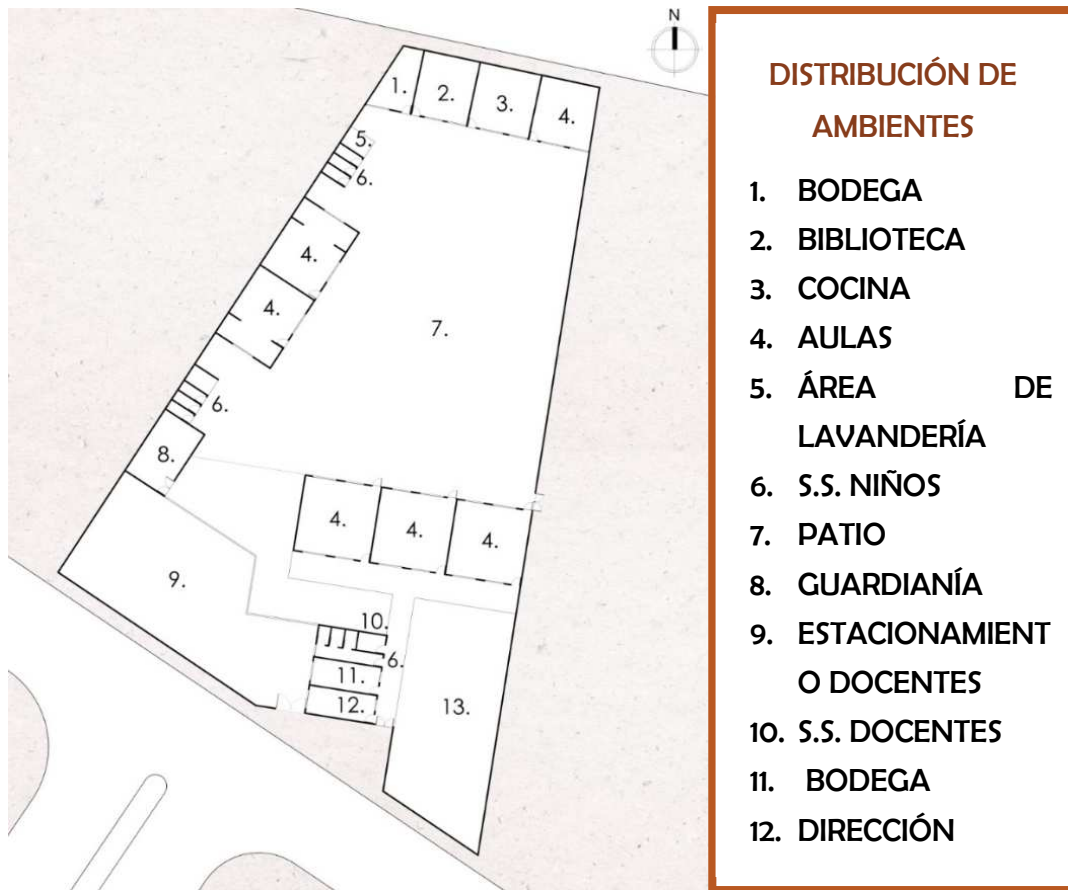 N
1.
2.
3.
4.
5.
6.
4.
4.
7.
6.
8.
4.
4.
4.
9.
10.
6.
11.
12.
13.
DISTRIBUCIÓN DE
AMBIENTES
1. BODEGA
2. BIBLIOTECA
3. COCINA
4. AULAS
5. ÁREA DE
LAVANDERÍA
6. S.S. NIÑOS
7. PATIO
8. GUARDIANÍA
9. ESTACIONAMIENT
O DOCENTES
10. S.S. DOCENTES
11. BODEGA
12. DIRECCIÓN